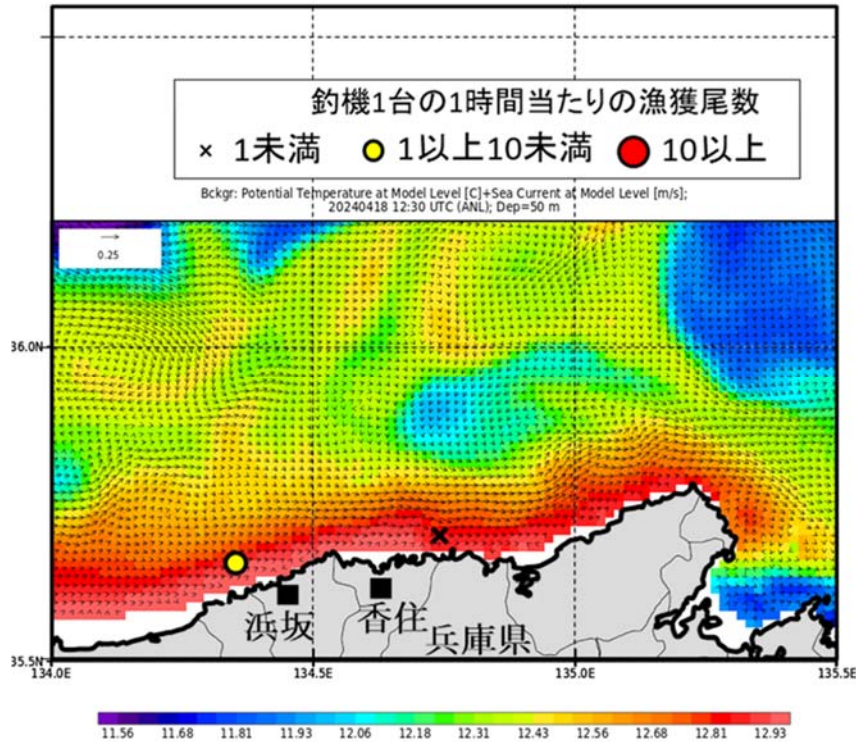 釣機1台の1時間当たりの漁獲尾数
× 1未満 1以上10未満 10以上
Bckgr: Potential Temperature at Model Level [C]+Sea Current at Model Level [m/s];
20240418 12:30 UTC (ANL); Dep=50 m
0.25
36.0N
浜坂
香住
兵庫県
35.5N
134.0E 134.5E 135.0E 135.5E
11.56 11.68 11.81 11.93 12.06 12.18 12.31 12.43 12.56 12.68 12.81 12.93